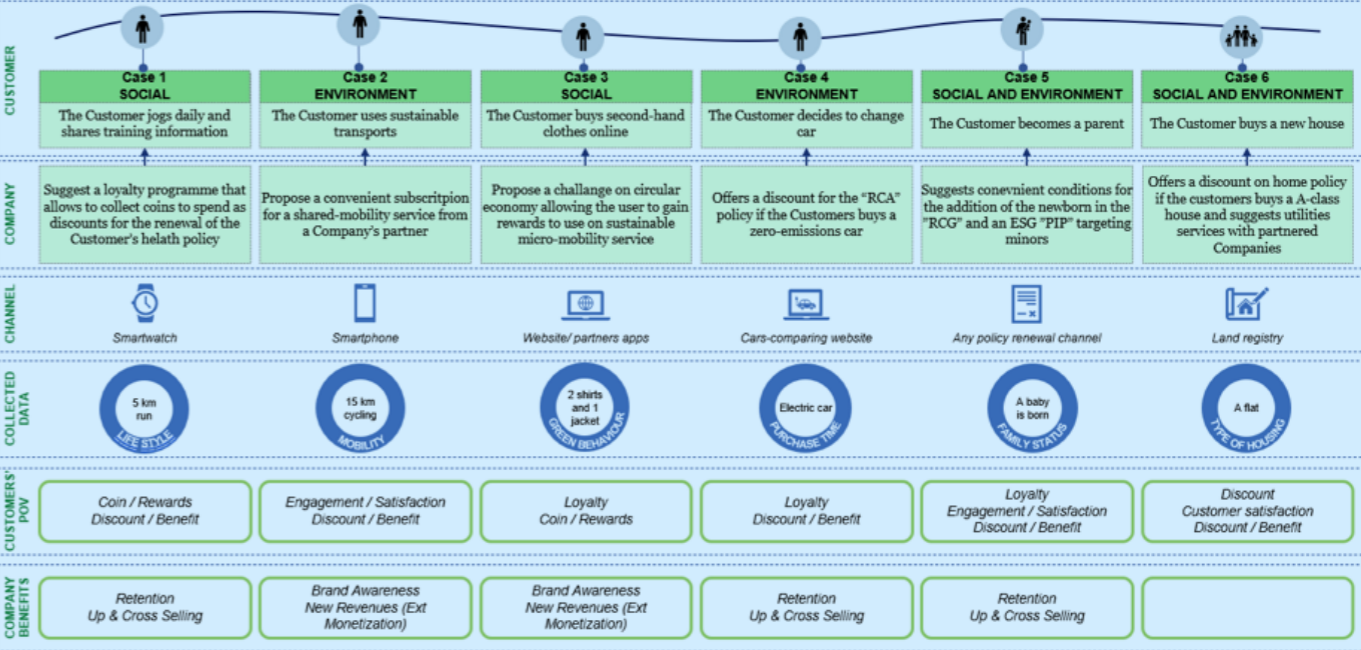 CUSTOMER
Case 1
SOCIAL
The Customer jogs daily and
shares training information
Case 2
ENVIRONMENT
The Customer uses sustainable
transports
Case 3
SOCIAL
The Customer buys second-hand
clothes online
Case 4
ENVIRONMENT
The Customer decides to change
car
Case 5
SOCIAL AND ENVIRONMENT
The Customer becomes a parent
Case 6
SOCIAL AND ENVIRONMENT
The Customer buys a new house
COMPANY
Suggest a loyalty programme that
allows to collect coins to spend as
discounts for the renewal of the
Customer's helath policy
Propose a convenient subscritpion
for a shared-mobility service from
a Company's partner
Propose a challange on circular
economy allowing the user to gain
rewards to use on sustainable
micro-mobility service
Offers a discount for the "RCA"
policy if the Customers buys a
zero-emissions car
Suggests conevnient conditions for
the addition of the newborn in the
"RCG" and an ESG "PIP" targeting
minors
Offers a discount on home policy
if the customers buys a A-class
house and suggests utilities
services with partnered
Companies
CHANNEL
Smartwatch
Smartphone
Website/ partners apps
Cars-comparing website
Any policy renewal channel
Land registry
COLLECTED
DATA
5 km
run
LIFE STYLE
15 km
cycling
MOBILITY
2 shirts
and 1
jacket
GREEN BEHAVIOUR
Electric car
PURCHASE TIME
A baby
is born
FAMILY STATUS
A flat
TYPE OF HOUSING
CUSTOMERS'
POV
Coin / Rewards
Discount / Benefit
Engagement / Satisfaction
Discount / Benefit
Loyalty
Coin / Rewards
Loyalty
Discount / Benefit
Loyalty
Engagement / Satisfaction
Discount / Benefit
Discount
Customer satisfaction
Discount / Benefit
COMPANY
BENEFITS
Retention
Up & Cross Selling
Brand Awareness
New Revenues (Ext
Monetization)
Brand Awareness
New Revenues (Ext
Monetization)
Retention
Up & Cross Selling
Retention
Up & Cross Selling